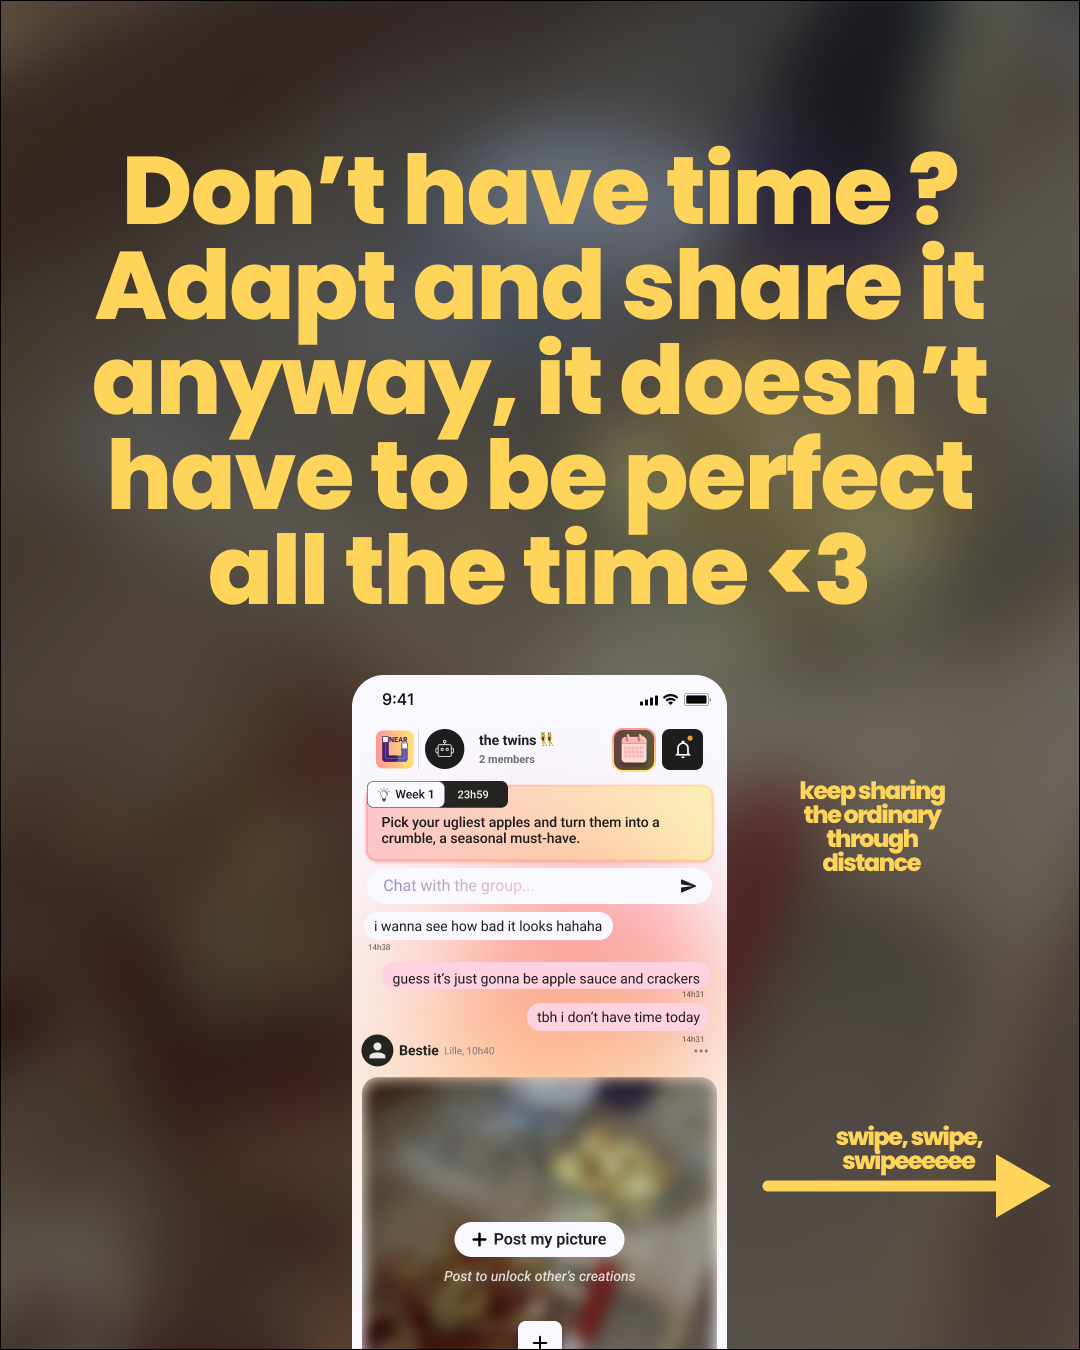 Don’t have time ?
Adapt and share it
anyway, it doesn’t
have to be perfect
all the time <3
9:41
NEAR
the twins 👯
2 members
Week 1
23h59
Pick your ugliest apples and turn them into a
crumble, a seasonal must-have.
Chat with the group...
i wanna see how bad it looks hahaha
14h38
guess it’s just gonna be apple sauce and crackers
14h31
tbh i don’t have time today
14h31
Bestie Lille, 10h40
+ Post my picture
Post to unlock other’s creations
+
keep sharing
the ordinary
through
distance
swipe, swipe,
swipeeeeee